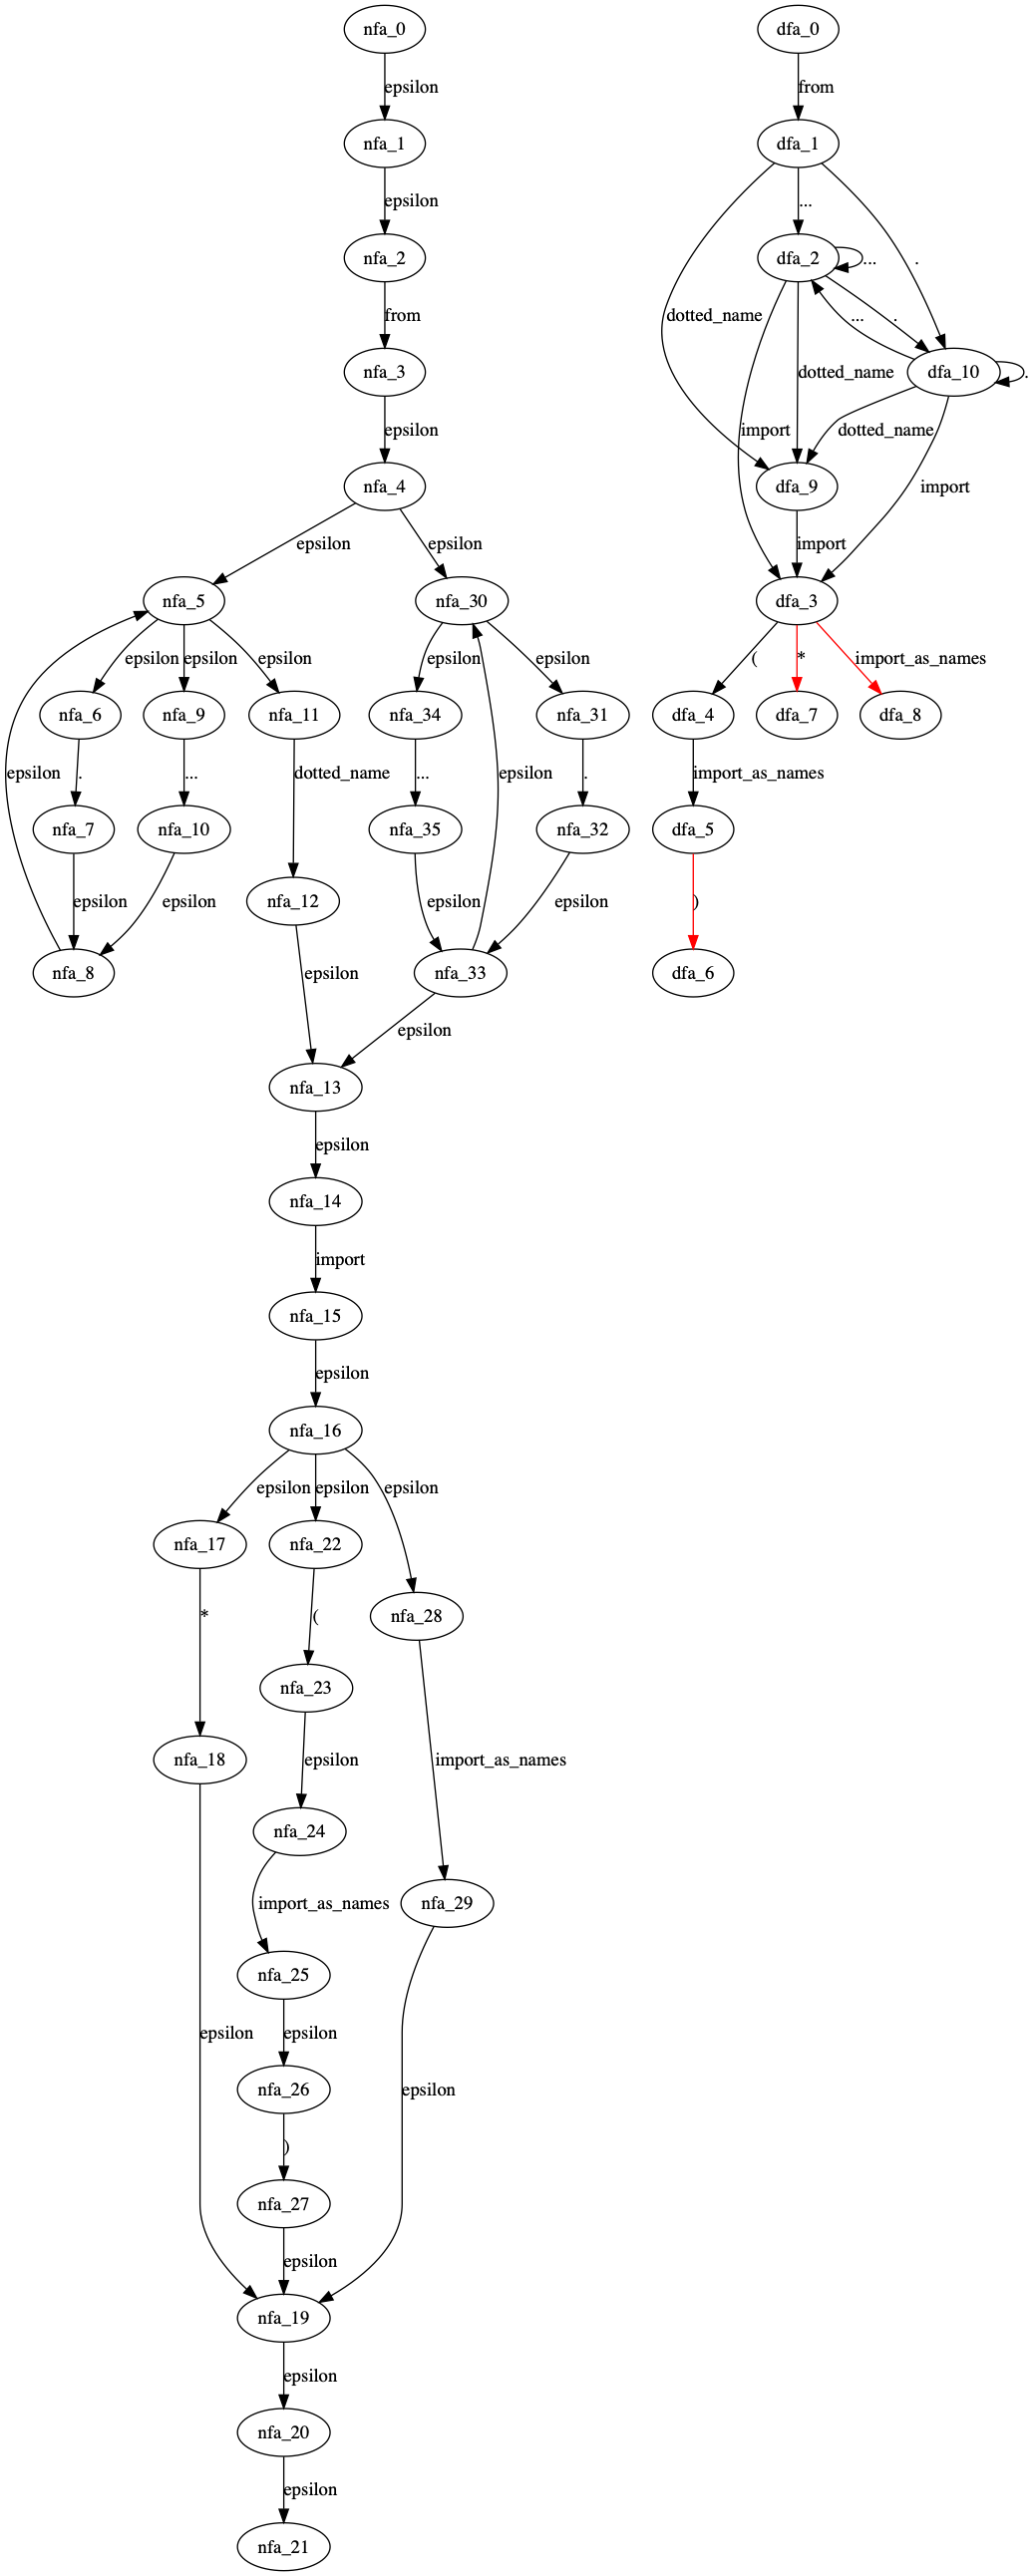 nfa_0
epsilon
nfa_1
epsilon
nfa_2
from
nfa_3
epsilon
nfa_4
epsilon
epsilon
nfa_5
nfa_30
epsilon
epsilon
epsilon
epsilon
epsilon
nfa_6
nfa_9
nfa_11
nfa_34
nfa_31
epsilon
.
...
dotted_name
...
epsilon
.
nfa_7
nfa_10
nfa_35
nfa_32
nfa_12
epsilon
epsilon
epsilon
epsilon
nfa_8
epsilon
nfa_33
epsilon
nfa_13
epsilon
nfa_14
import
nfa_15
epsilon
nfa_16
epsilon
epsilon
epsilon
nfa_17
nfa_22
*
(
nfa_28
nfa_23
nfa_18
epsilon
import_as_names
nfa_24
import_as_names
nfa_29
nfa_25
epsilon
epsilon
nfa_26
epsilon
)
nfa_27
epsilon
nfa_19
epsilon
nfa_20
epsilon
nfa_21
dfa_0
from
dfa_1
...
dfa_2
...
.
dotted_name
...
.
dotted_name
dfa_10
.
import
dotted_name
dfa_9
import
import
dfa_3
(
*
import_as_names
dfa_4
dfa_7
dfa_8
import_as_names
dfa_5
)
dfa_6